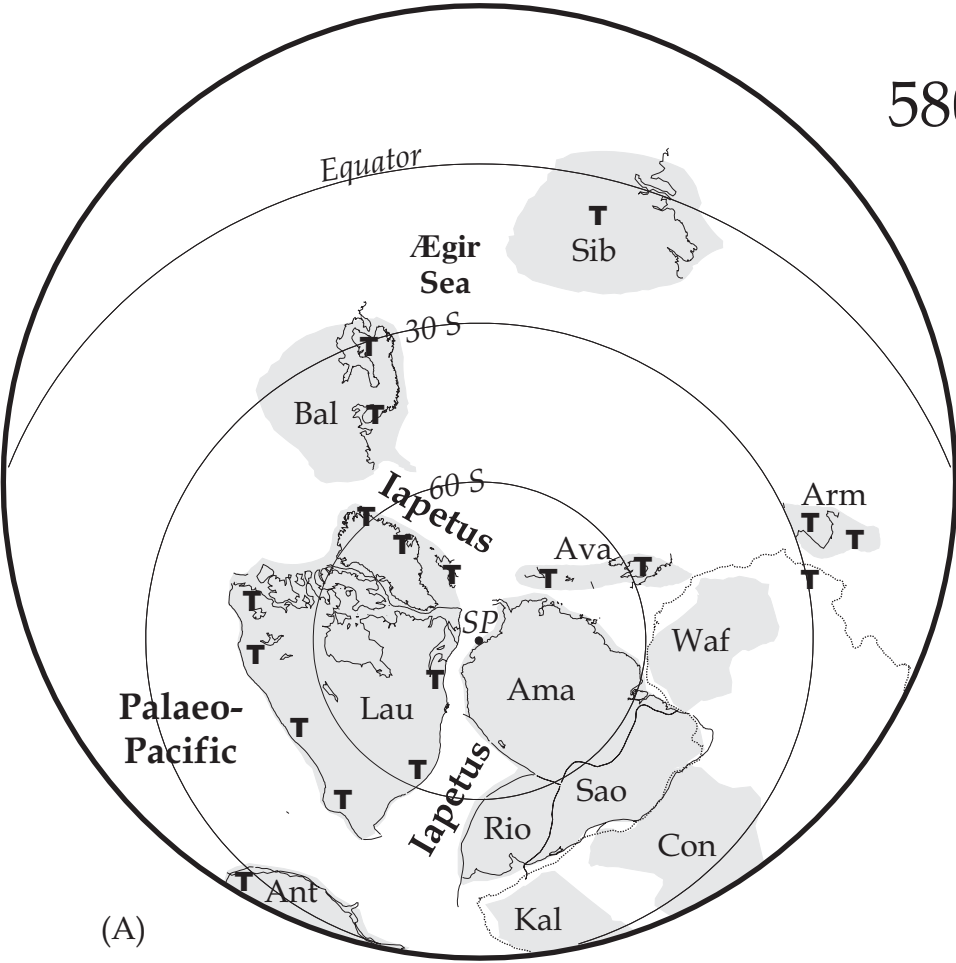 580
Equator
T
Sib
Ægir
Sea
30 S
T
Bal
T
60 S
Iapetus
Arm
T
T
T
T
T
Ava
T
T
T
T
SP
Waf
T
T
Ama
Lau
Palaeo-
Pacific
T
T
T
Iapetus
Sao
Rio
Con
T
Ant
Kal
(A)